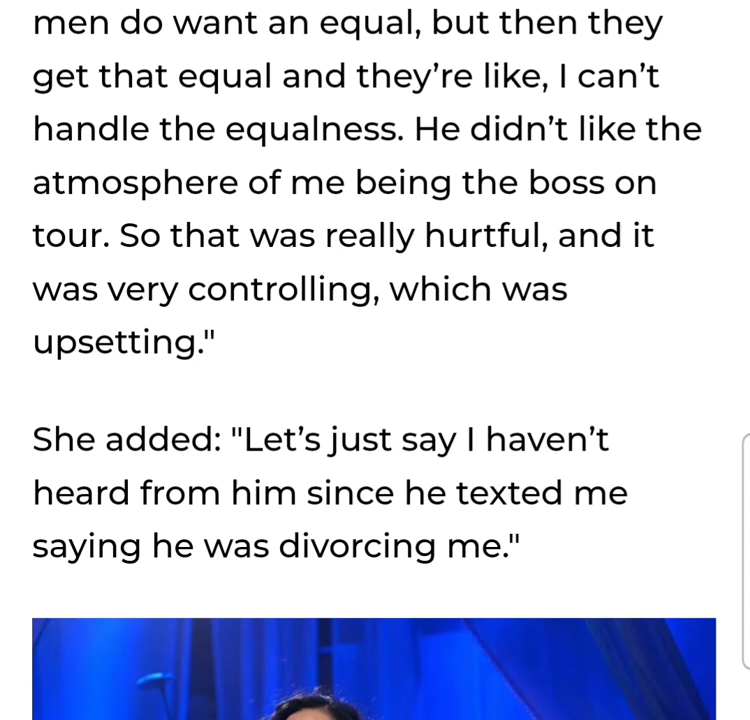 men do want an equal, but then they
get that equal and they’re like, I can’t
handle the equalness. He didn’t like the
atmosphere of me being the boss on
tour. So that was really hurtful, and it
was very controlling, which was
upsetting."
She added: "Let’s just say I haven’t
heard from him since he texted me
saying he was divorcing me."